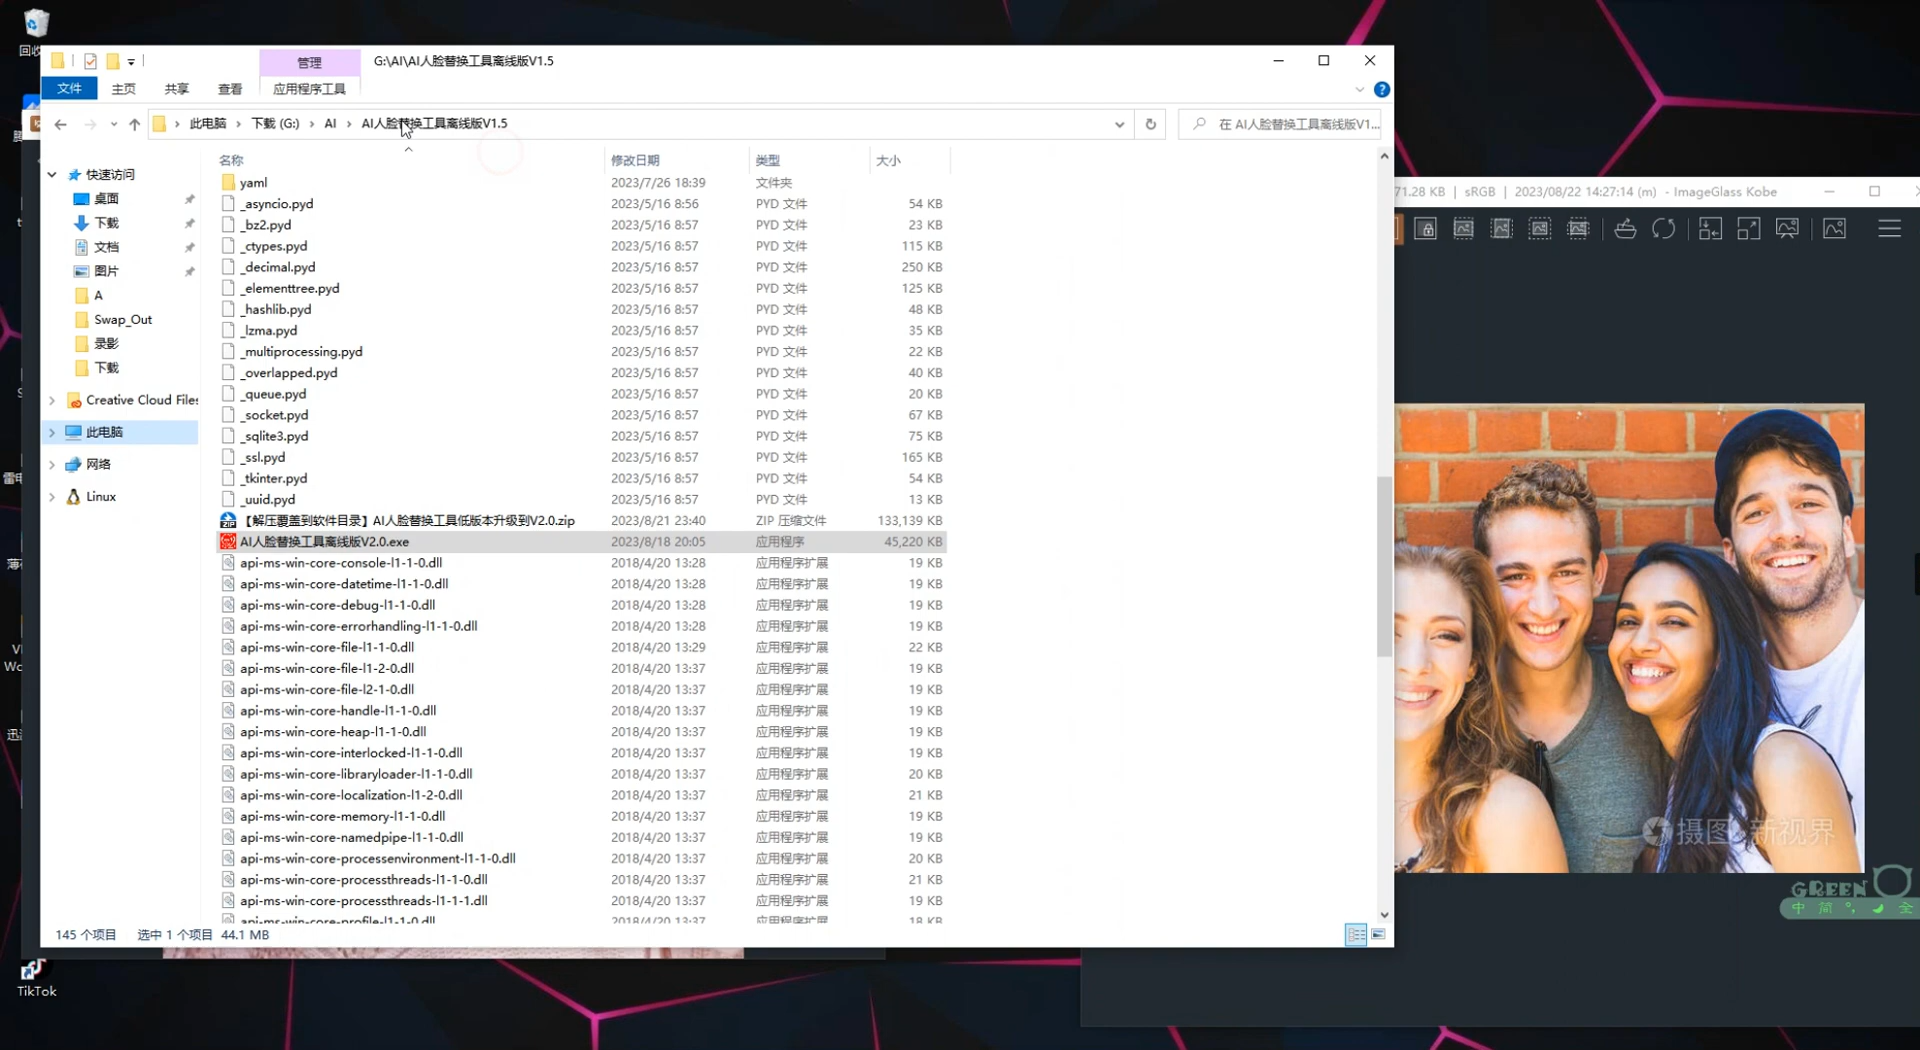 回收
管理
G:\AI\AI人脸替换工具离线版V1.5
文件
主页
共享
查看
应用程序工具
此电脑 › 下载 (G:) › AI › AI人脸替换工具离线版V1.5
在 AI人脸替换工具离线版V1...
名称 修改日期 类型 大小
快速访问
桌面
下载
文档
图片
A
Swap_Out
录影
下载
Creative Cloud Files
此电脑
网络
Linux
yaml 2023/7/26 18:39 文件夹
_asyncio.pyd 2023/5/16 8:56 PYD 文件 54 KB
_bz2.pyd 2023/5/16 8:57 PYD 文件 23 KB
_ctypes.pyd 2023/5/16 8:57 PYD 文件 115 KB
_decimal.pyd 2023/5/16 8:57 PYD 文件 250 KB
_elementtree.pyd 2023/5/16 8:57 PYD 文件 125 KB
_hashlib.pyd 2023/5/16 8:57 PYD 文件 48 KB
_lzma.pyd 2023/5/16 8:57 PYD 文件 35 KB
_multiprocessing.pyd 2023/5/16 8:57 PYD 文件 22 KB
_overlapped.pyd 2023/5/16 8:57 PYD 文件 40 KB
_queue.pyd 2023/5/16 8:57 PYD 文件 20 KB
_socket.pyd 2023/5/16 8:57 PYD 文件 67 KB
_sqlite3.pyd 2023/5/16 8:57 PYD 文件 75 KB
_ssl.pyd 2023/5/16 8:57 PYD 文件 165 KB
_tkinter.pyd 2023/5/16 8:57 PYD 文件 54 KB
_uuid.pyd 2023/5/16 8:57 PYD 文件 13 KB
【解压覆盖到软件目录】AI人脸替换工具低版本升级到V2.0.zip 2023/8/21 23:40 ZIP 压缩文件 133,139 KB
AI人脸替换工具离线版V2.0.exe 2023/8/18 20:05 应用程序 45,220 KB
api-ms-win-core-console-l1-1-0.dll 2018/4/20 13:28 应用程序扩展 19 KB
api-ms-win-core-datetime-l1-1-0.dll 2018/4/20 13:28 应用程序扩展 19 KB
api-ms-win-core-debug-l1-1-0.dll 2018/4/20 13:28 应用程序扩展 19 KB
api-ms-win-core-errorhandling-l1-1-0.dll 2018/4/20 13:28 应用程序扩展 19 KB
api-ms-win-core-file-l1-1-0.dll 2018/4/20 13:29 应用程序扩展 22 KB
api-ms-win-core-file-l1-2-0.dll 2018/4/20 13:37 应用程序扩展 19 KB
api-ms-win-core-file-l2-1-0.dll 2018/4/20 13:37 应用程序扩展 19 KB
api-ms-win-core-handle-l1-1-0.dll 2018/4/20 13:37 应用程序扩展 19 KB
api-ms-win-core-heap-l1-1-0.dll 2018/4/20 13:37 应用程序扩展 19 KB
api-ms-win-core-interlocked-l1-1-0.dll 2018/4/20 13:37 应用程序扩展 19 KB
api-ms-win-core-libraryloader-l1-1-0.dll 2018/4/20 13:37 应用程序扩展 20 KB
api-ms-win-core-localization-l1-2-0.dll 2018/4/20 13:37 应用程序扩展 21 KB
api-ms-win-core-memory-l1-1-0.dll 2018/4/20 13:37 应用程序扩展 19 KB
api-ms-win-core-namedpipe-l1-1-0.dll 2018/4/20 13:37 应用程序扩展 19 KB
api-ms-win-core-processenvironment-l1-1-0.dll 2018/4/20 13:37 应用程序扩展 20 KB
api-ms-win-core-processthreads-l1-1-0.dll 2018/4/20 13:37 应用程序扩展 21 KB
api-ms-win-core-processthreads-l1-1-1.dll 2018/4/20 13:37 应用程序扩展 19 KB
api-ms-win-core-profile-l1-1-0.dll 2018/4/20 13:37 应用程序扩展 18 KB
145 个项目 选中 1 个项目 44.1 MB
TikTok
71.28 KB | sRGB | 2023/08/22 14:27:14 (m) - ImageGlass Kobe
摄图 新视界
GREEN
中 简 °, 全